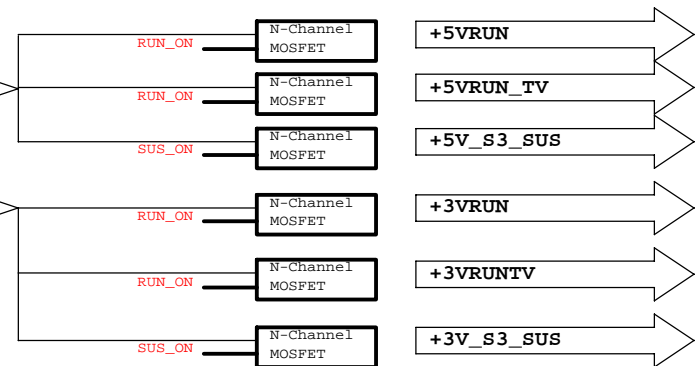 N-Channel
+5VRUN
RUN_ON
MOSFET
N-Channel
+5VRUN_TV
RUN_ON
MOSFET
N-Channel
+5V_S3_SUS
SUS_ON
MOSFET
N-Channel
+3VRUN
RUN_ON
MOSFET
N-Channel
+3VRUNTV
RUN_ON
MOSFET
N-Channel
+3V_S3_SUS
SUS_ON
MOSFET